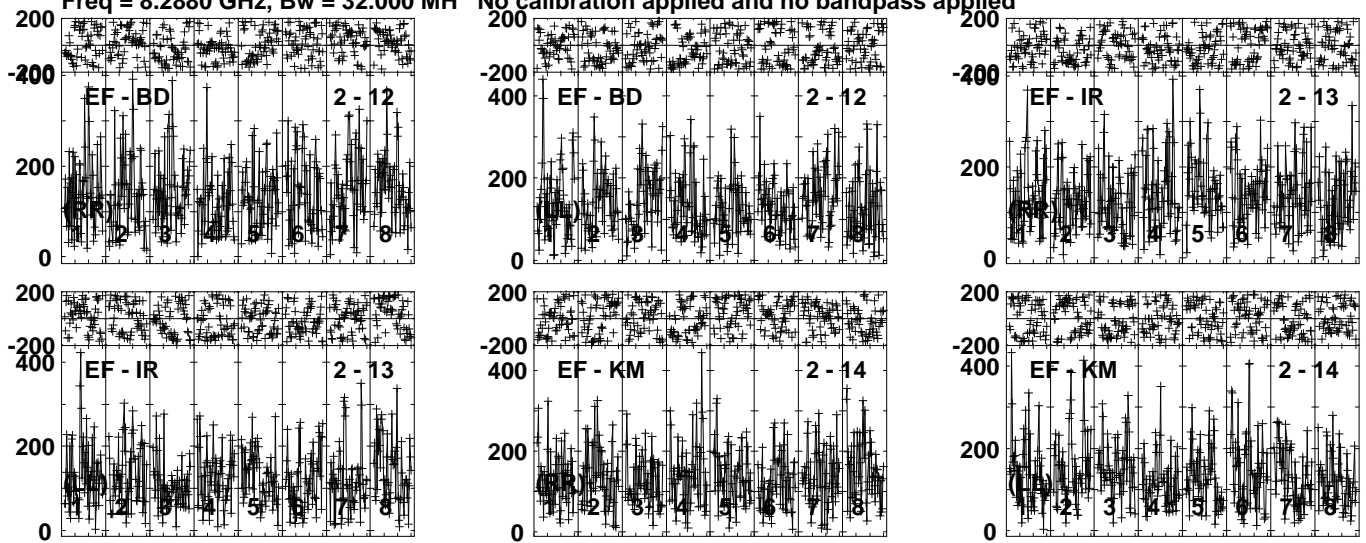 Freq = 8.2880 GHz, Bw = 32.000 MH No calibration applied and no bandpass applied
200 200 200
-200 -200 -200
400 400 400
EF - BD 2 - 12 EF - BD 2 - 12 EF - IR 2 - 13
200 200 200
(RR) (LL) (RR)
1 2 3 4 5 6 7 8 1 2 3 4 5 6 7 8 1 2 3 4 5 6 7 8
0 0 0
200 200 200
-200 -200 -200
400 400 400
EF - IR 2 - 13 EF - KM 2 - 14 EF - KM 2 - 14
200 200 200
(LL) (RR) (LL)
1 2 3 4 5 6 7 8 1 2 3 4 5 6 7 8 1 2 3 4 5 6 7 8
0 0 0